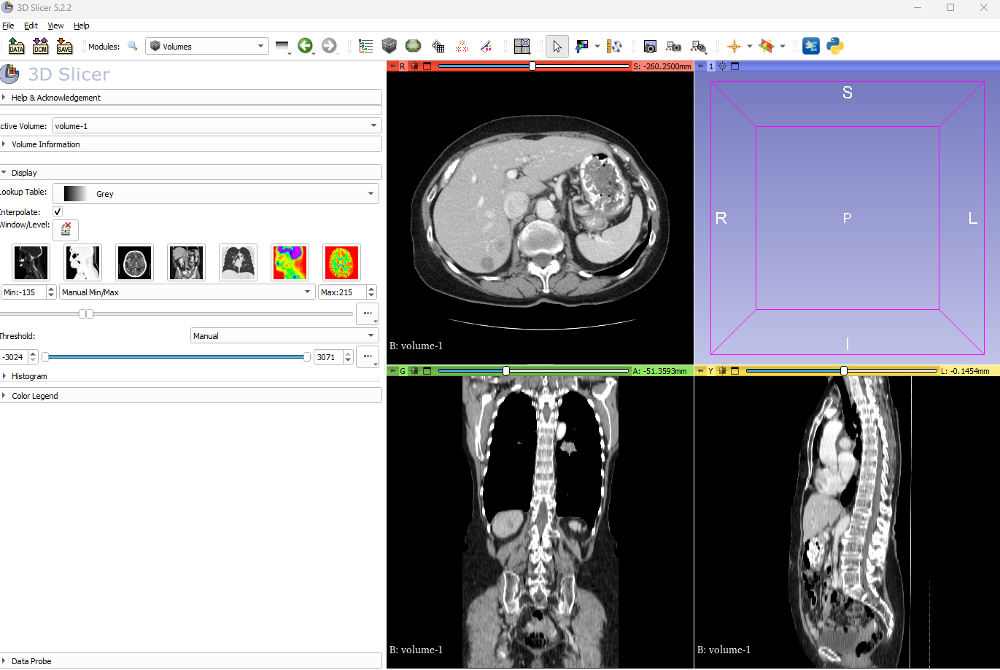 3D Slicer 5.2.2
File Edit View Help
DATA DCM SAVE Modules: Volumes
3D Slicer
Help & Acknowledgement
ctive Volume: volume-1
Volume Information
Display
Lookup Table: Grey
Interpolate:
Window/Level:
Min:-135 Manual Min/Max Max:215
Threshold: Manual
-3024 3071
Histogram
Color Legend
Data Probe
R S: -260.2500mm
B: volume-1
1
S
R P L
I
G A: -51.3593mm
B: volume-1
Y L: -0.1454mm
B: volume-1